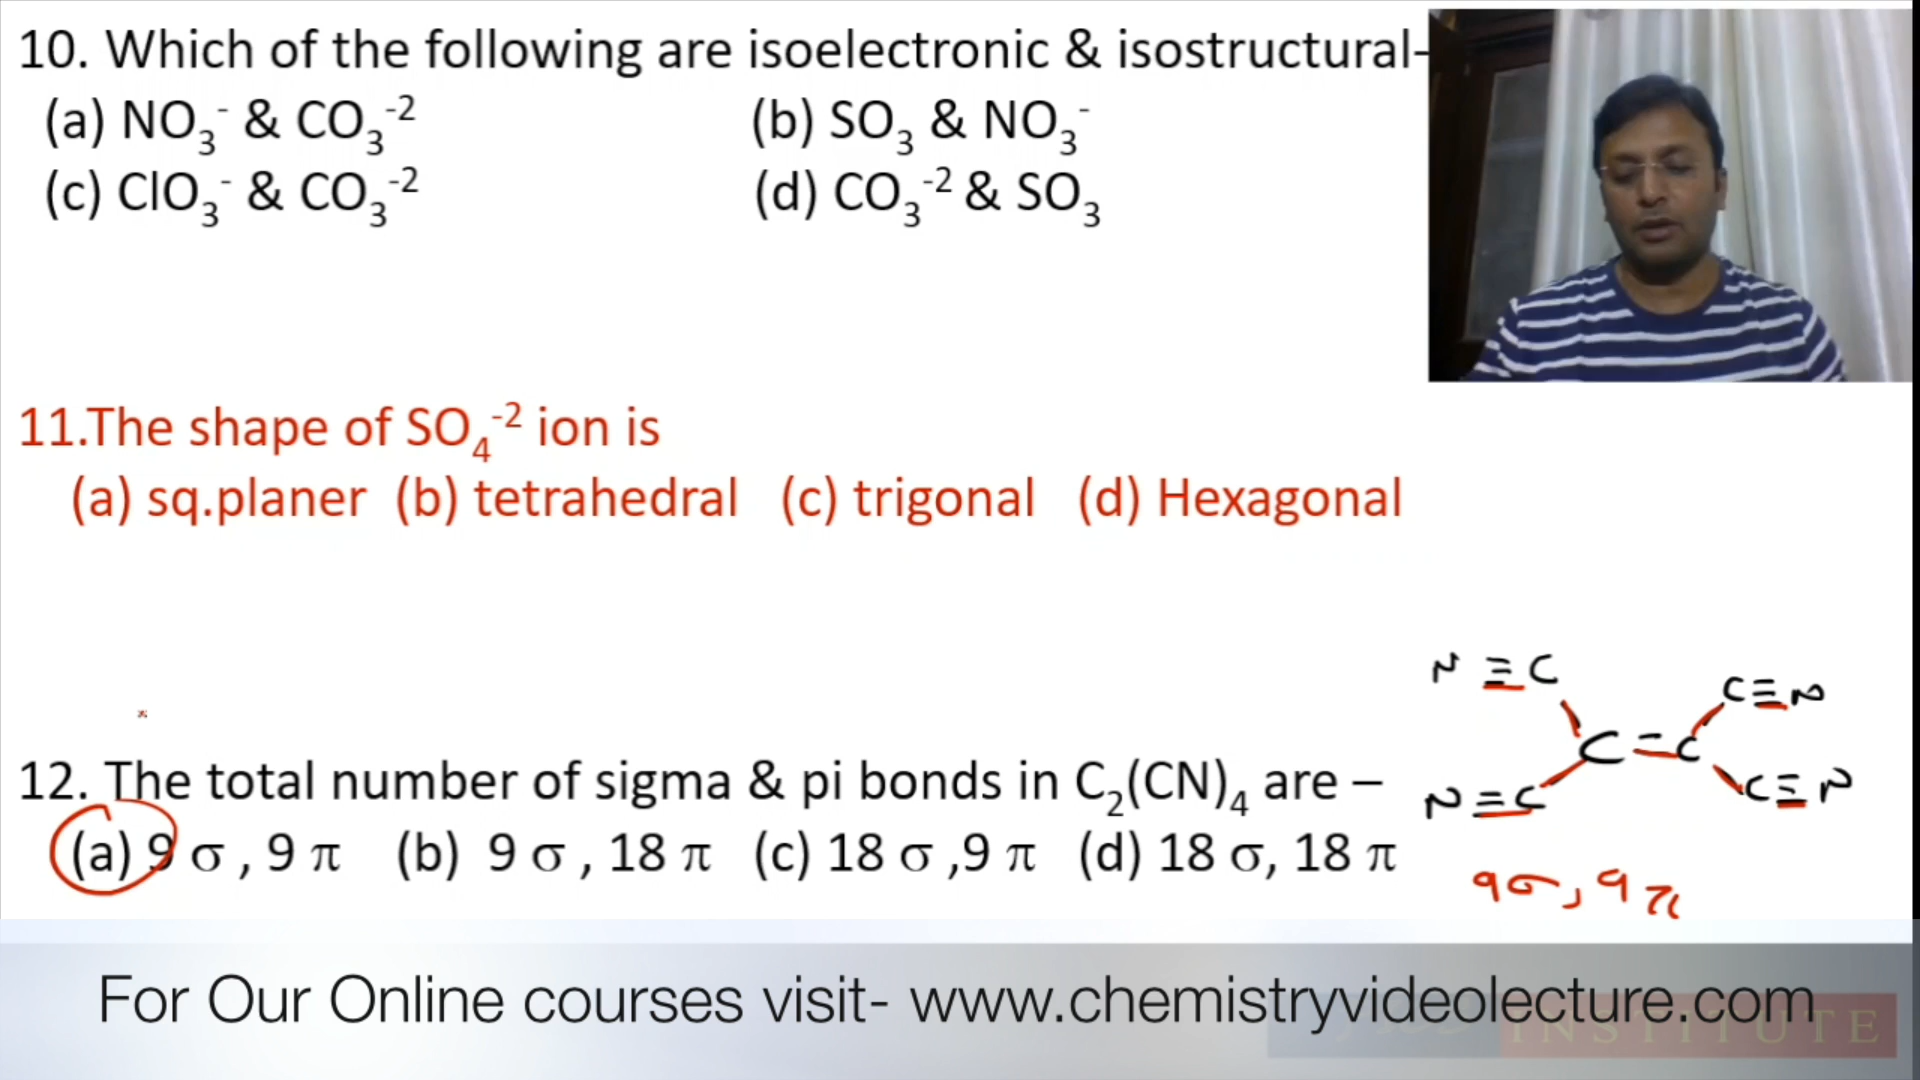 10. Which of the following are isoelectronic & isostructural-
(a) NO₃⁻ & CO₃⁻² (b) SO₃ & NO₃⁻
(c) ClO₃⁻ & CO₃⁻² (d) CO₃⁻² & SO₃
11.The shape of SO₄⁻² ion is
(a) sq.planer (b) tetrahedral (c) trigonal (d) Hexagonal
N≡C C≡N
C=C
N≡C C≡N
12. The total number of sigma & pi bonds in C₂(CN)₄ are –
(a) 9 σ , 9 π (b) 9 σ , 18 π (c) 18 σ ,9 π (d) 18 σ, 18 π
9σ, 9π
For Our Online courses visit- www.chemistryvideolecture.com
INSTITUTE